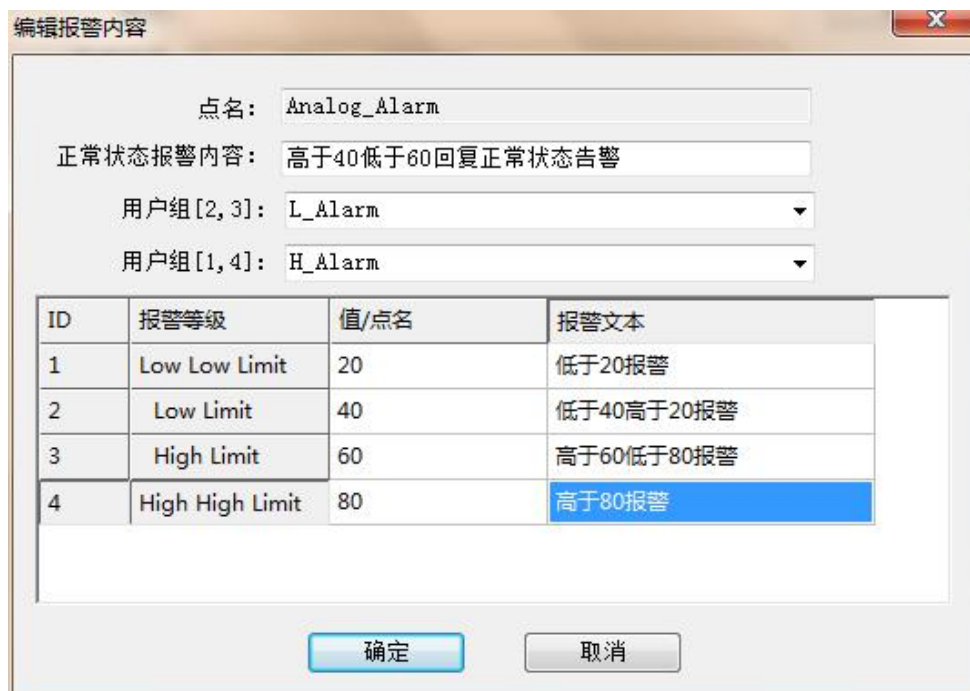 编辑报警内容
X
点名： Analog_Alarm
正常状态报警内容： 高于40低于60回复正常状态告警
用户组[2,3]： L_Alarm
用户组[1,4]： H_Alarm
ID 报警等级 值/点名 报警文本
1 Low Low Limit 20 低于20报警
2 Low Limit 40 低于40高于20报警
3 High Limit 60 高于60低于80报警
4 High High Limit 80 高于80报警
确定 取消